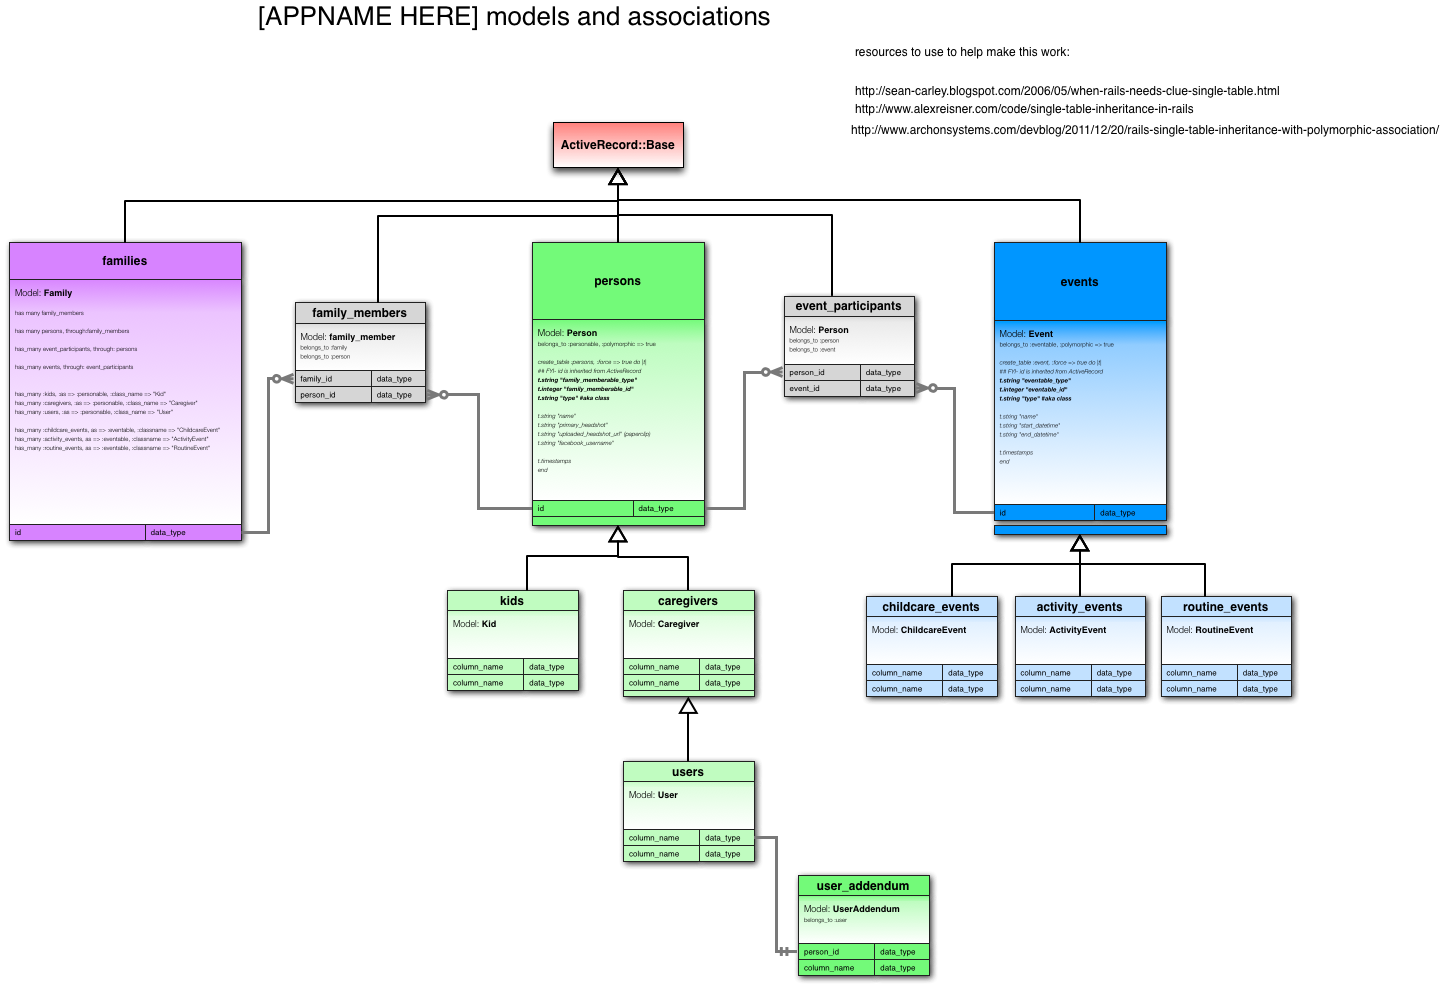 [APPNAME HERE] models and associations
resources to use to help make this work:
http://sean-carley.blogspot.com/2006/05/when-rails-needs-clue-single-table.html
http://www.alexreisner.com/code/single-table-inheritance-in-rails
http://www.archonsystems.com/devblog/2011/12/20/rails-single-table-inheritance-with-polymorphic-association/
ActiveRecord::Base
families
Model: Family
has many family_members
has many persons, through:family_members
has many event_participants, through: persons
has many events, through: event_participants
has_many :kids, :as => :personable, :class_name => "Kid"
has_many :caregivers, :as => :personable, :class_name => "Caregiver"
has_many :users, :as => :personable, :class_name => "User"
has_many :childcare_events, as => :eventable, :classname => "ChildcareEvent"
has_many :activity_events, as => :eventable, :classname => "ActivityEvent"
has_many :routine_events, as => :eventable, :classname => "RoutineEvent"
id data_type
family_members
Model: family_member
belongs_to :family
belongs_to :person
family_id data_type
person_id data_type
persons
Model: Person
belongs_to :personable, :polymorphic => true
create_table :persons, :force => true do |t|
## FYI- id is inherited from ActiveRecord
t.string "family_memberable_type"
t.integer "family_memberable_id"
t.string "type" #aka class
t.string "name"
t.string "primary_headshot"
t.string "uploaded_headshot_url" (paperclip)
t.string "facebook_username"
t.timestamps
end
id data_type
event_participants
Model: Person
belongs_to :person
belongs_to :event
person_id data_type
event_id data_type
events
Model: Event
belongs_to :eventable, :polymorphic => true
create_table :event, :force => true do |t|
## FYI- id is inherited from ActiveRecord
t.string "eventable_type"
t.integer "eventable_id"
t.string "type" #aka class
t.string "name"
t.string "start_datetime"
t.string "end_datetime"
t.timestamps
end
id data_type
kids
Model: Kid
column_name data_type
column_name data_type
caregivers
Model: Caregiver
column_name data_type
column_name data_type
childcare_events
Model: ChildcareEvent
column_name data_type
column_name data_type
activity_events
Model: ActivityEvent
column_name data_type
column_name data_type
routine_events
Model: RoutineEvent
column_name data_type
column_name data_type
users
Model: User
column_name data_type
column_name data_type
user_addendum
Model: UserAddendum
belongs_to :user
person_id data_type
column_name data_type